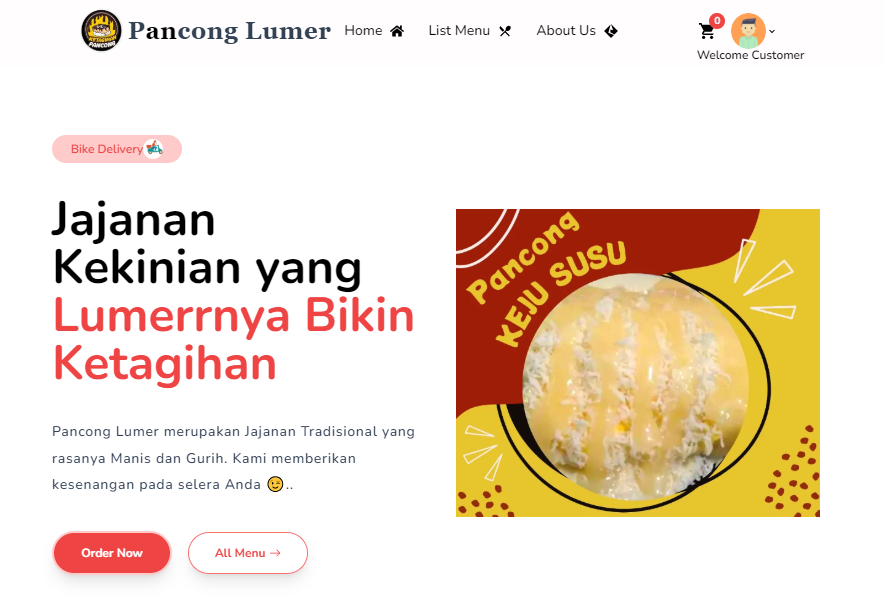 KETAGIHAN
PANCONG
Pancong Lumer
Home
List Menu
About Us
0
Welcome Customer
Bike Delivery
Jajanan
Kekinian yang
Lumerrnya Bikin
Ketagihan
Pancong Lumer merupakan Jajanan Tradisional yang
rasanya Manis dan Gurih. Kami memberikan
kesenangan pada selera Anda 😉..
Order Now
All Menu →
Pancong
KEJU SUSU